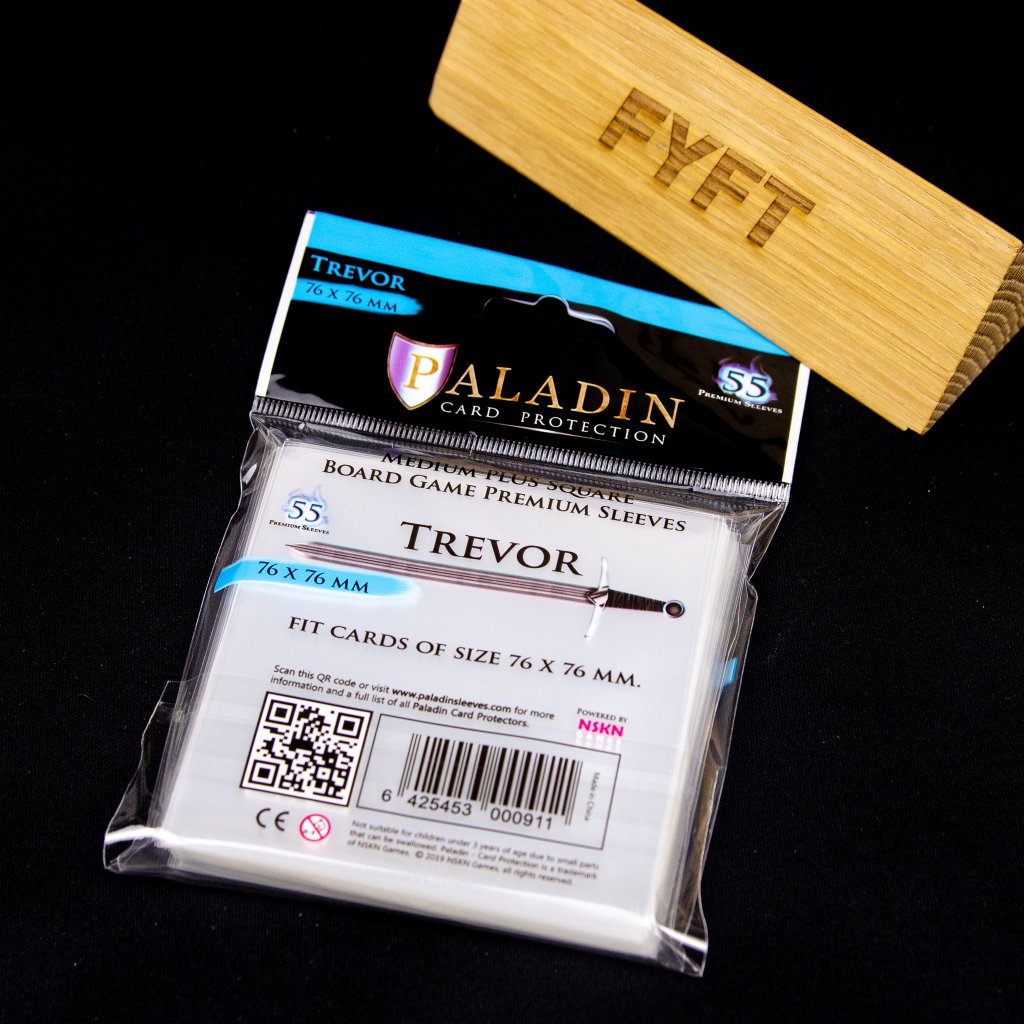 FYFT
TREVOR
76 X 76 MM
PALADIN
CARD PROTECTION
55
PREMIUM SLEEVES
MEDIUM PLUS SQUARE
BOARD GAME PREMIUM SLEEVES
55
PREMIUM SLEEVES
TREVOR
76 X 76 MM
FIT CARDS OF SIZE 76 X 76 MM.
Scan this QR code or visit www.paladinsleeves.com for more
information and a full list of all Paladin Card Protectors.
POWERED BY
NSKN
GAMES
Made in China
6 425453 000911
CE
Not suitable for children under 3 years of age due to small parts
that can be swallowed. Paladin - Card Protection is a trademark
of NSKN Games. © 2019 NSKN Games, all rights reserved.